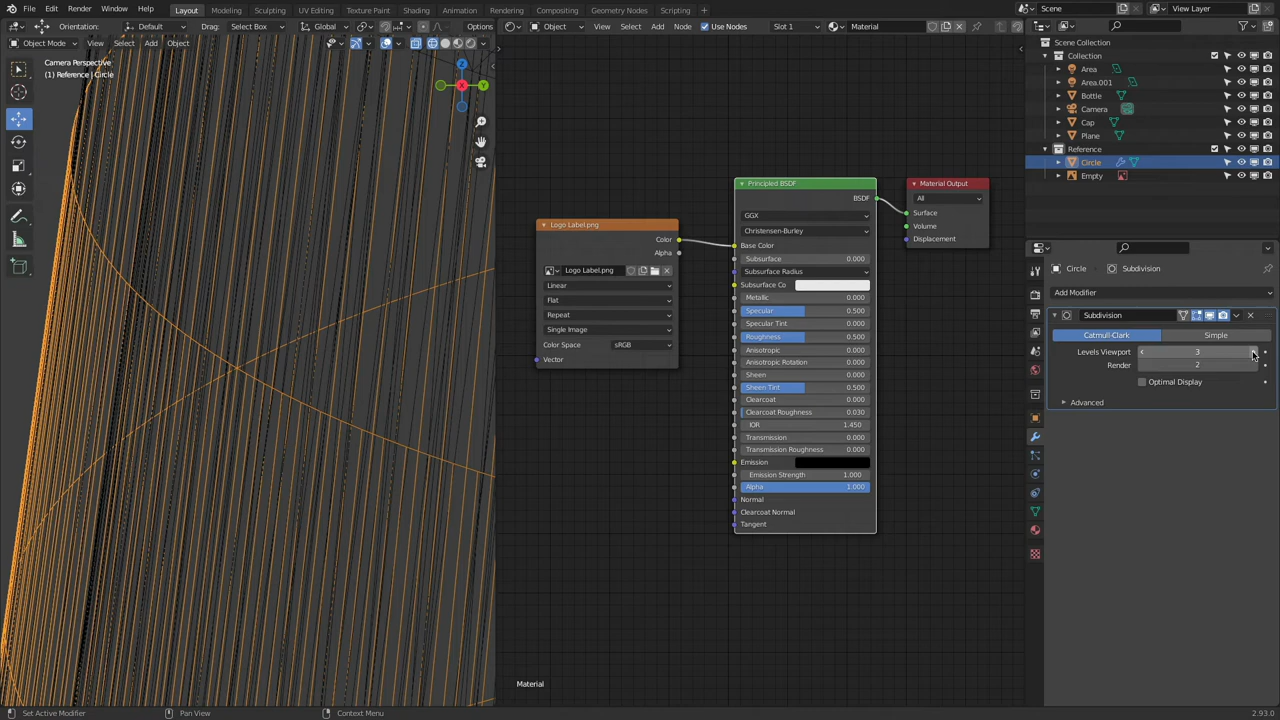 File Edit Render Window Help Layout Modeling Sculpting UV Editing Texture Paint Shading Animation Rendering Compositing Geometry Nodes Scripting + Scene View Layer
Orientation: Default Drag: Select Box Global Options Object View Select Add Node Use Nodes Slot 1 Material
Object Mode View Select Add Object
Camera Perspective
(1) Reference | Circle
Z
X
Y
Logo Label.png
Color
Alpha
Logo Label.png
Linear
Flat
Repeat
Single Image
Color Space sRGB
Vector
Principled BSDF
BSDF
GGX
Christensen-Burley
Base Color
Subsurface 0.000
Subsurface Radius
Subsurface Co
Metallic 0.000
Specular 0.500
Specular Tint 0.000
Roughness 0.500
Anisotropic 0.000
Anisotropic Rotation 0.000
Sheen 0.000
Sheen Tint 0.500
Clearcoat 0.000
Clearcoat Roughness 0.030
IOR 1.450
Transmission 0.000
Transmission Roughness 0.000
Emission
Emission Strength 1.000
Alpha 1.000
Normal
Clearcoat Normal
Tangent
Material Output
All
Surface
Volume
Displacement
Material
Scene Collection
Collection
Area
Area.001
Bottle
Camera
Cap
Plane
Reference
Circle
Empty
Circle Subdivision
Add Modifier
Subdivision
Catmull-Clark Simple
Levels Viewport 3
Render 2
Optimal Display
Advanced
Set Active Modifier Pan View Context Menu 2.93.0